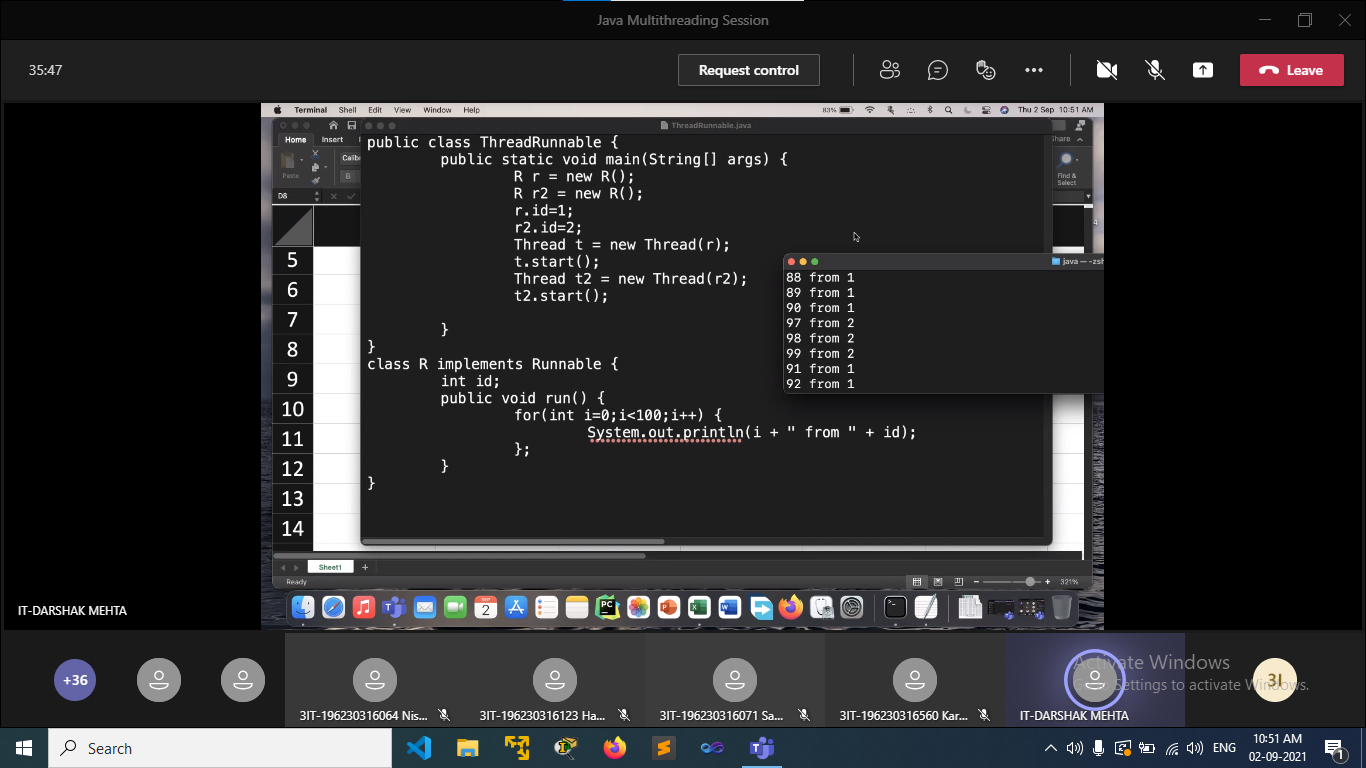 Java Multithreading Session
35:47
Request control
Leave
Terminal Shell Edit View Window Help
83% Thu 2 Sep 10:51 AM
ThreadRunnable.java
Home Insert
Share
Paste
Calib
B
Find &
Select
D8
public class ThreadRunnable {
public static void main(String[] args) {
R r = new R();
R r2 = new R();
r.id=1;
r2.id=2;
Thread t = new Thread(r);
t.start();
Thread t2 = new Thread(r2);
t2.start();
}
}
class R implements Runnable {
int id;
public void run() {
for(int i=0;i<100;i++) {
System.out.println(i + " from " + id);
};
}
}
java — -zsh
88 from 1
89 from 1
90 from 1
97 from 2
98 from 2
99 from 2
91 from 1
92 from 1
5
6
7
8
9
10
11
12
13
14
Sheet1
Ready
321%
SEP
2
PC
IT-DARSHAK MEHTA
+36
3IT-196230316064 Nis...
3IT-196230316123 Ha...
3IT-196230316071 Sa...
3IT-196230316560 Kar...
IT-DARSHAK MEHTA
3I
Activate Windows
Settings to activate Windows.
Search
ENG
10:51 AM
02-09-2021
1